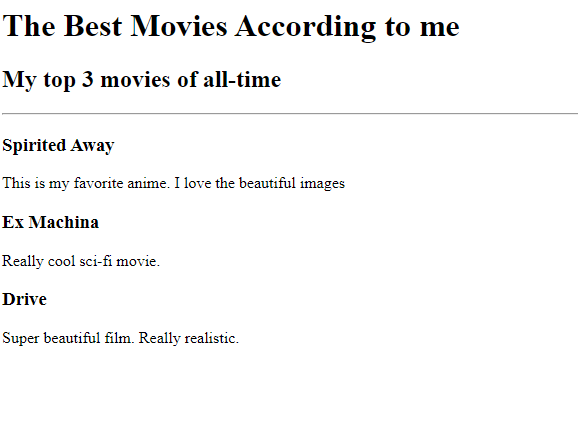 The Best Movies According to me
My top 3 movies of all-time
Spirited Away
This is my favorite anime. I love the beautiful images
Ex Machina
Really cool sci-fi movie.
Drive
Super beautiful film. Really realistic.